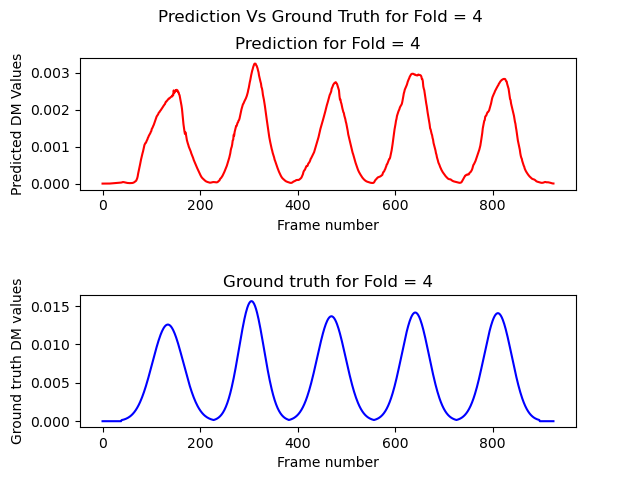 Prediction Vs Ground Truth for Fold = 4
Prediction for Fold = 4
Predicted DM Values
0.003
0.002
0.001
0.000
0 200 400 600 800
Frame number
Ground truth for Fold = 4
Ground truth DM values
0.015
0.010
0.005
0.000
0 200 400 600 800
Frame number